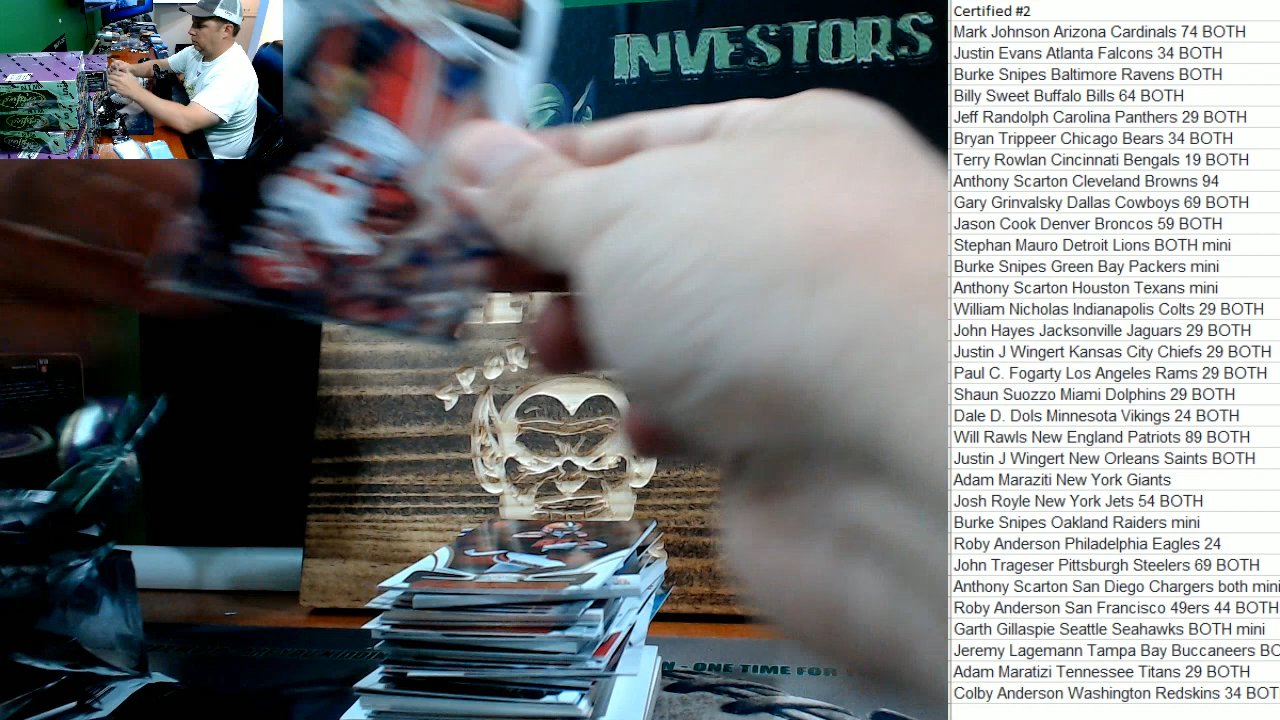 INVESTORS
N - ONE TIME FOR
Certified #2
Mark Johnson Arizona Cardinals 74 BOTH
Justin Evans Atlanta Falcons 34 BOTH
Burke Snipes Baltimore Ravens BOTH
Billy Sweet Buffalo Bills 64 BOTH
Jeff Randolph Carolina Panthers 29 BOTH
Bryan Trippeer Chicago Bears 34 BOTH
Terry Rowlan Cincinnati Bengals 19 BOTH
Anthony Scarton Cleveland Browns 94
Gary Grinvalsky Dallas Cowboys 69 BOTH
Jason Cook Denver Broncos 59 BOTH
Stephan Mauro Detroit Lions BOTH mini
Burke Snipes Green Bay Packers mini
Anthony Scarton Houston Texans mini
William Nicholas Indianapolis Colts 29 BOTH
John Hayes Jacksonville Jaguars 29 BOTH
Justin J Wingert Kansas City Chiefs 29 BOTH
Paul C. Fogarty Los Angeles Rams 29 BOTH
Shaun Suozzo Miami Dolphins 29 BOTH
Dale D. Dols Minnesota Vikings 24 BOTH
Will Rawls New England Patriots 89 BOTH
Justin J Wingert New Orleans Saints BOTH
Adam Maraziti New York Giants
Josh Royle New York Jets 54 BOTH
Burke Snipes Oakland Raiders mini
Roby Anderson Philadelphia Eagles 24
John Trageser Pittsburgh Steelers 69 BOTH
Anthony Scarton San Diego Chargers both mini
Roby Anderson San Francisco 49ers 44 BOTH
Garth Gillaspie Seattle Seahawks BOTH mini
Jeremy Lagemann Tampa Bay Buccaneers BO
Adam Maratizi Tennessee Titans 29 BOTH
Colby Anderson Washington Redskins 34 BOT